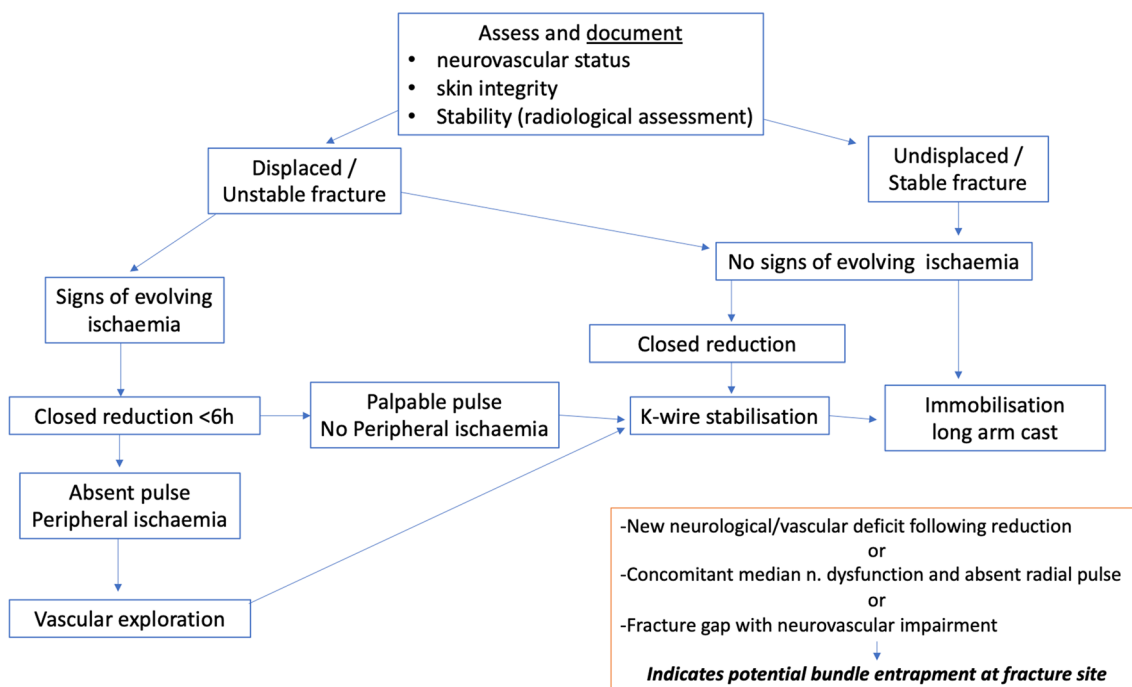 Assess and document
• neurovascular status
• skin integrity
• Stability (radiological assessment)
Displaced /
Unstable fracture
Undisplaced /
Stable fracture
No signs of evolving ischaemia
Signs of evolving
ischaemia
Closed reduction
Closed reduction <6h
Palpable pulse
No Peripheral ischaemia
K-wire stabilisation
Immobilisation
long arm cast
Absent pulse
Peripheral ischaemia
Vascular exploration
-New neurological/vascular deficit following reduction
or
-Concomitant median n. dysfunction and absent radial pulse
or
-Fracture gap with neurovascular impairment
Indicates potential bundle entrapment at fracture site